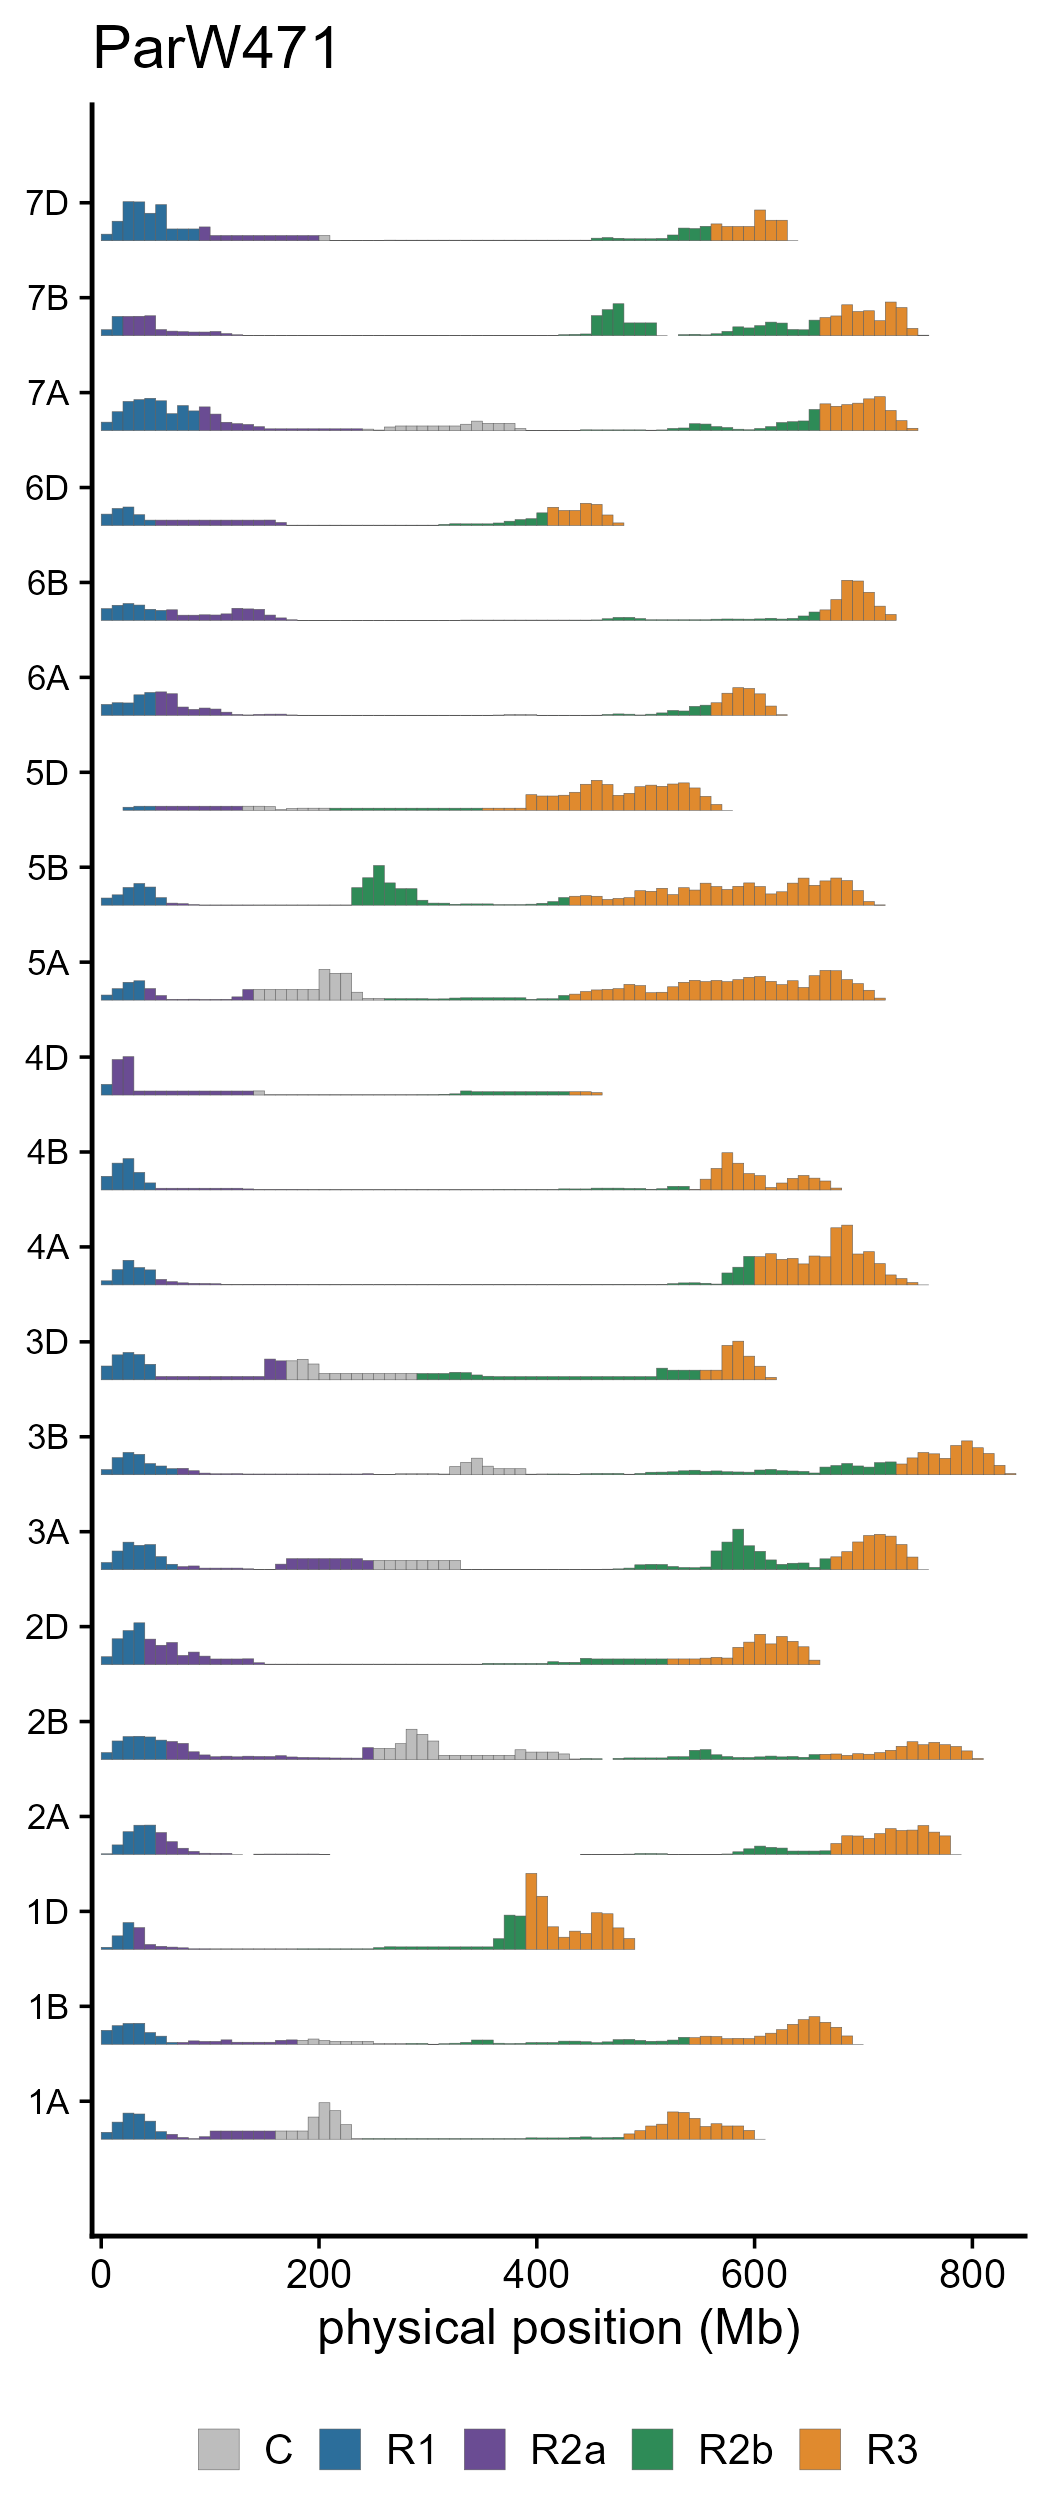 ParW471
7D
7B
7A
6D
6B
6A
5D
5B
5A
4D
4B
4A
3D
3B
3A
2D
2B
2A
1D
1B
1A
0 200 400 600 800
physical position (Mb)
C R1 R2a R2b R3